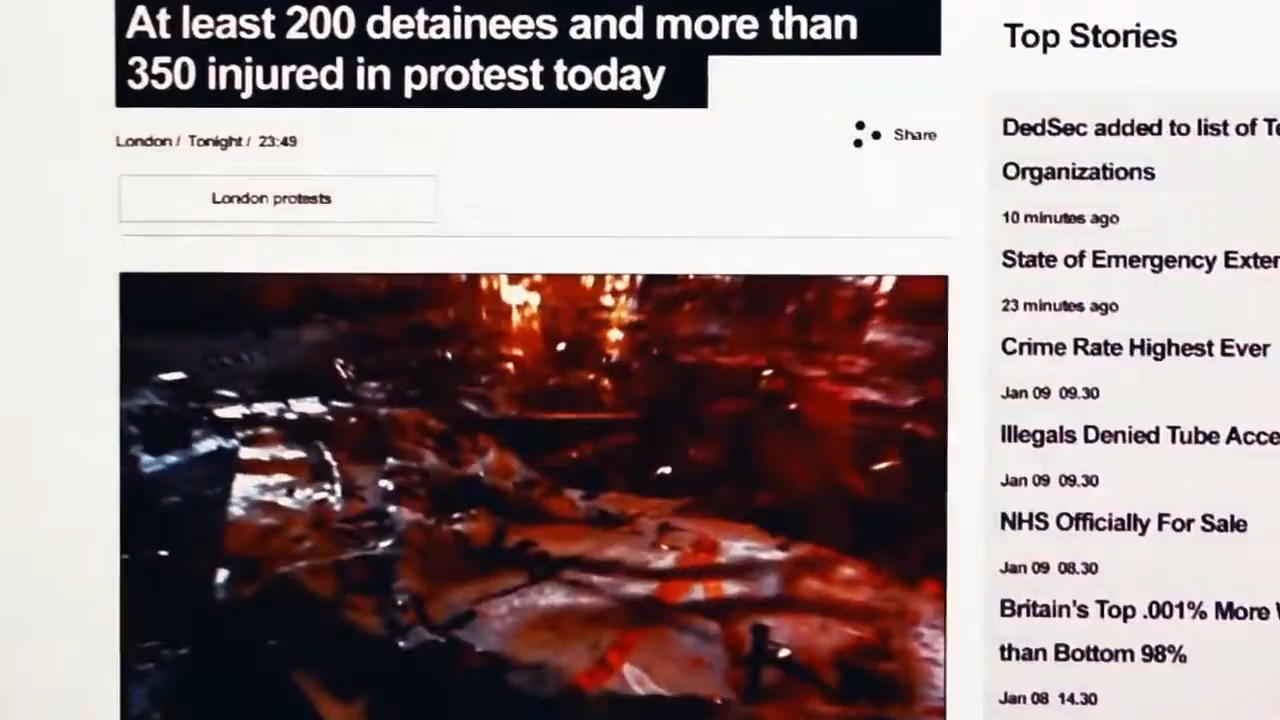 At least 200 detainees and more than
350 injured in protest today
London / Tonight / 23:49
Share
London protests
Top Stories
DedSec added to list of
Organizations
10 minutes ago
State of Emergency
23 minutes ago
Crime Rate Highest Ever
Jan 09 09.30
Illegals Denied Tube
Jan 09 09.30
NHS Officially For Sale
Jan 09 08.30
Britain's Top .001% More
than Bottom 98%
Jan 08 14.30